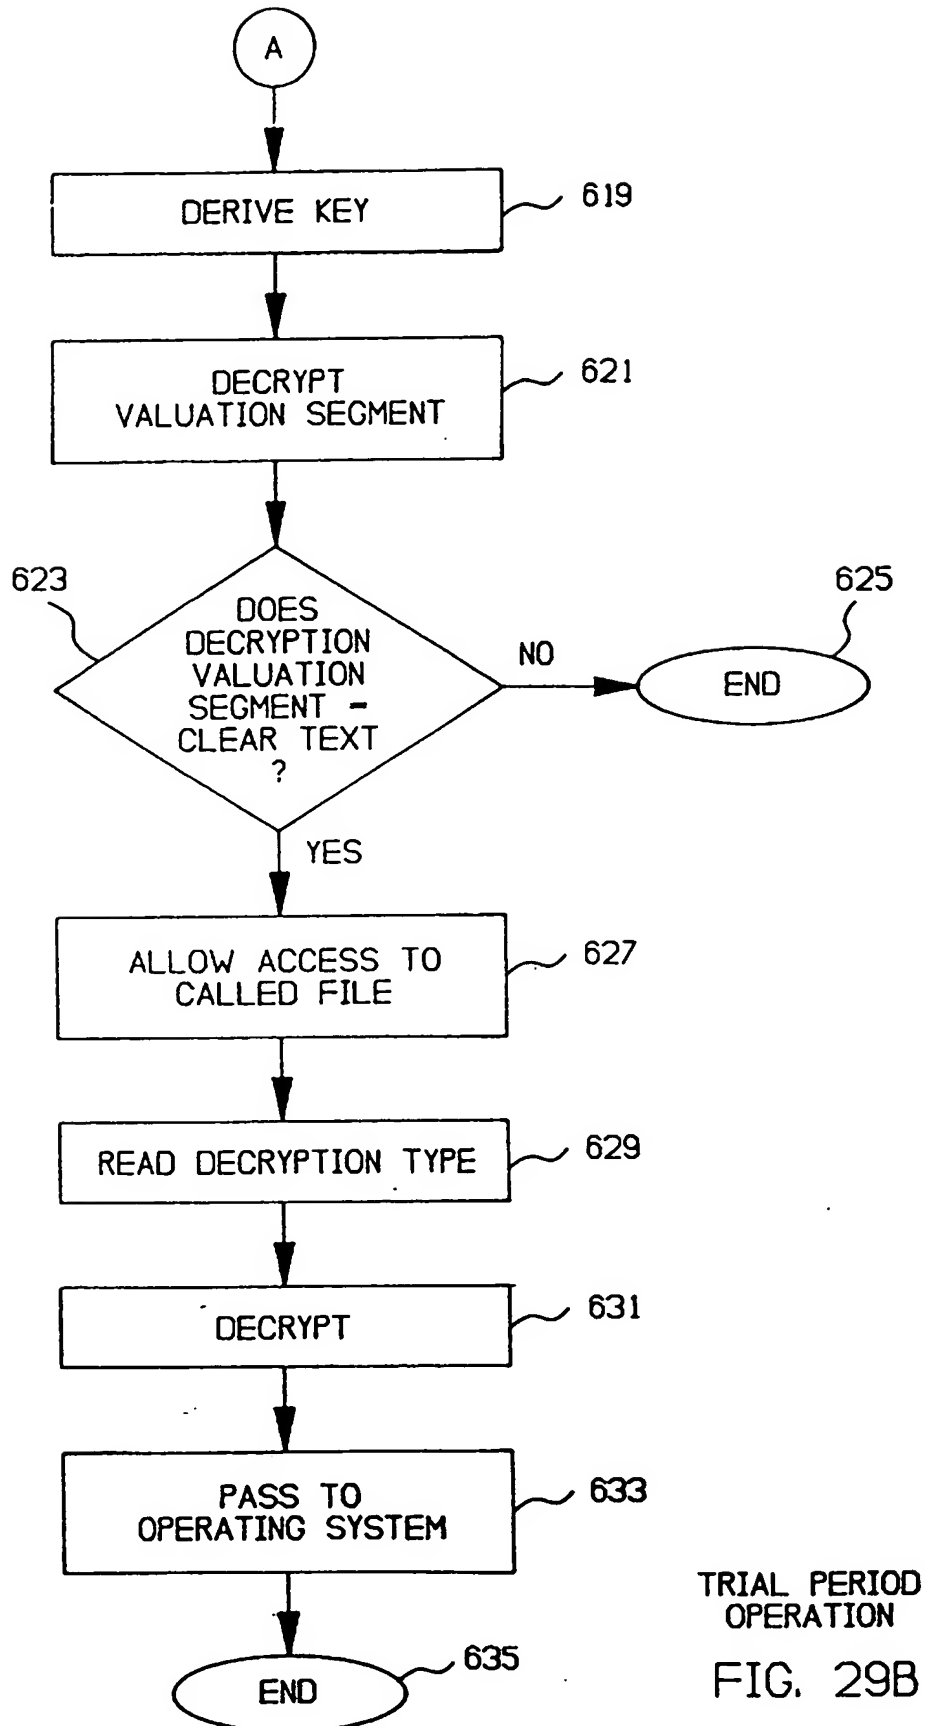 A
DERIVE KEY
619
DECRYPT
VALUATION SEGMENT
621
623
DOES
DECRYPTION
VALUATION
SEGMENT -
CLEAR TEXT
?
NO
625
END
YES
ALLOW ACCESS TO
CALLED FILE
627
READ DECRYPTION TYPE
629
DECRYPT
631
PASS TO
OPERATING SYSTEM
633
END
635
TRIAL PERIOD
OPERATION
FIG. 29B